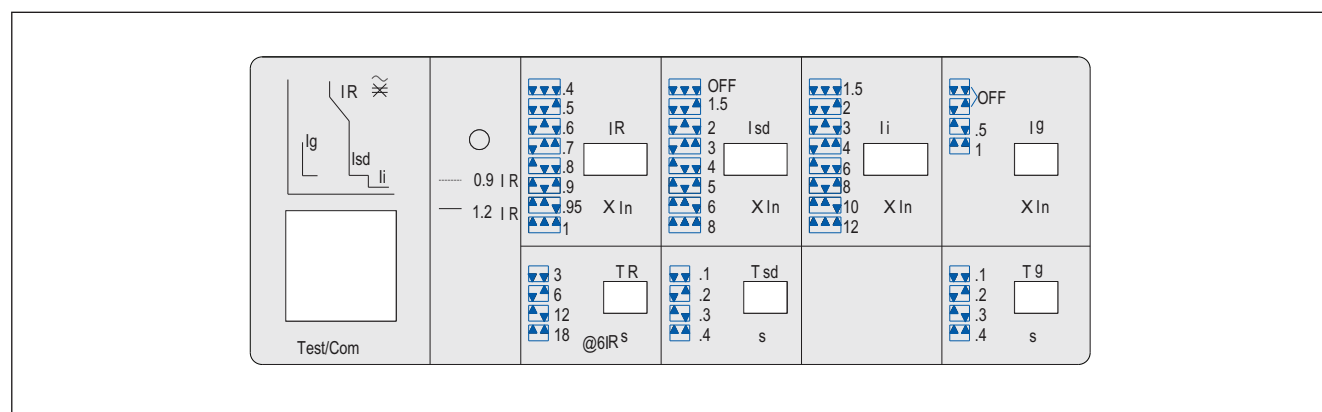 IR
Ig
Isd
Ii
Test/Com
0.9 IR
1.2 IR
.4
.5
.6
.7
.8
.9
.95
1
IR
X In
OFF
1.5
2
3
4
5
6
8
Isd
X In
1.5
2
3
4
6
8
10
12
Ii
X In
OFF
.5
1
Ig
X In
3
6
12
18
TR
@6IR s
.1
.2
.3
.4
Tsd
s
.1
.2
.3
.4
Tg
s